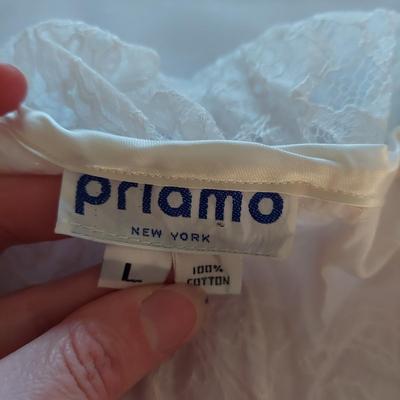 priamo
NEW YORK
L
100%
COTTON